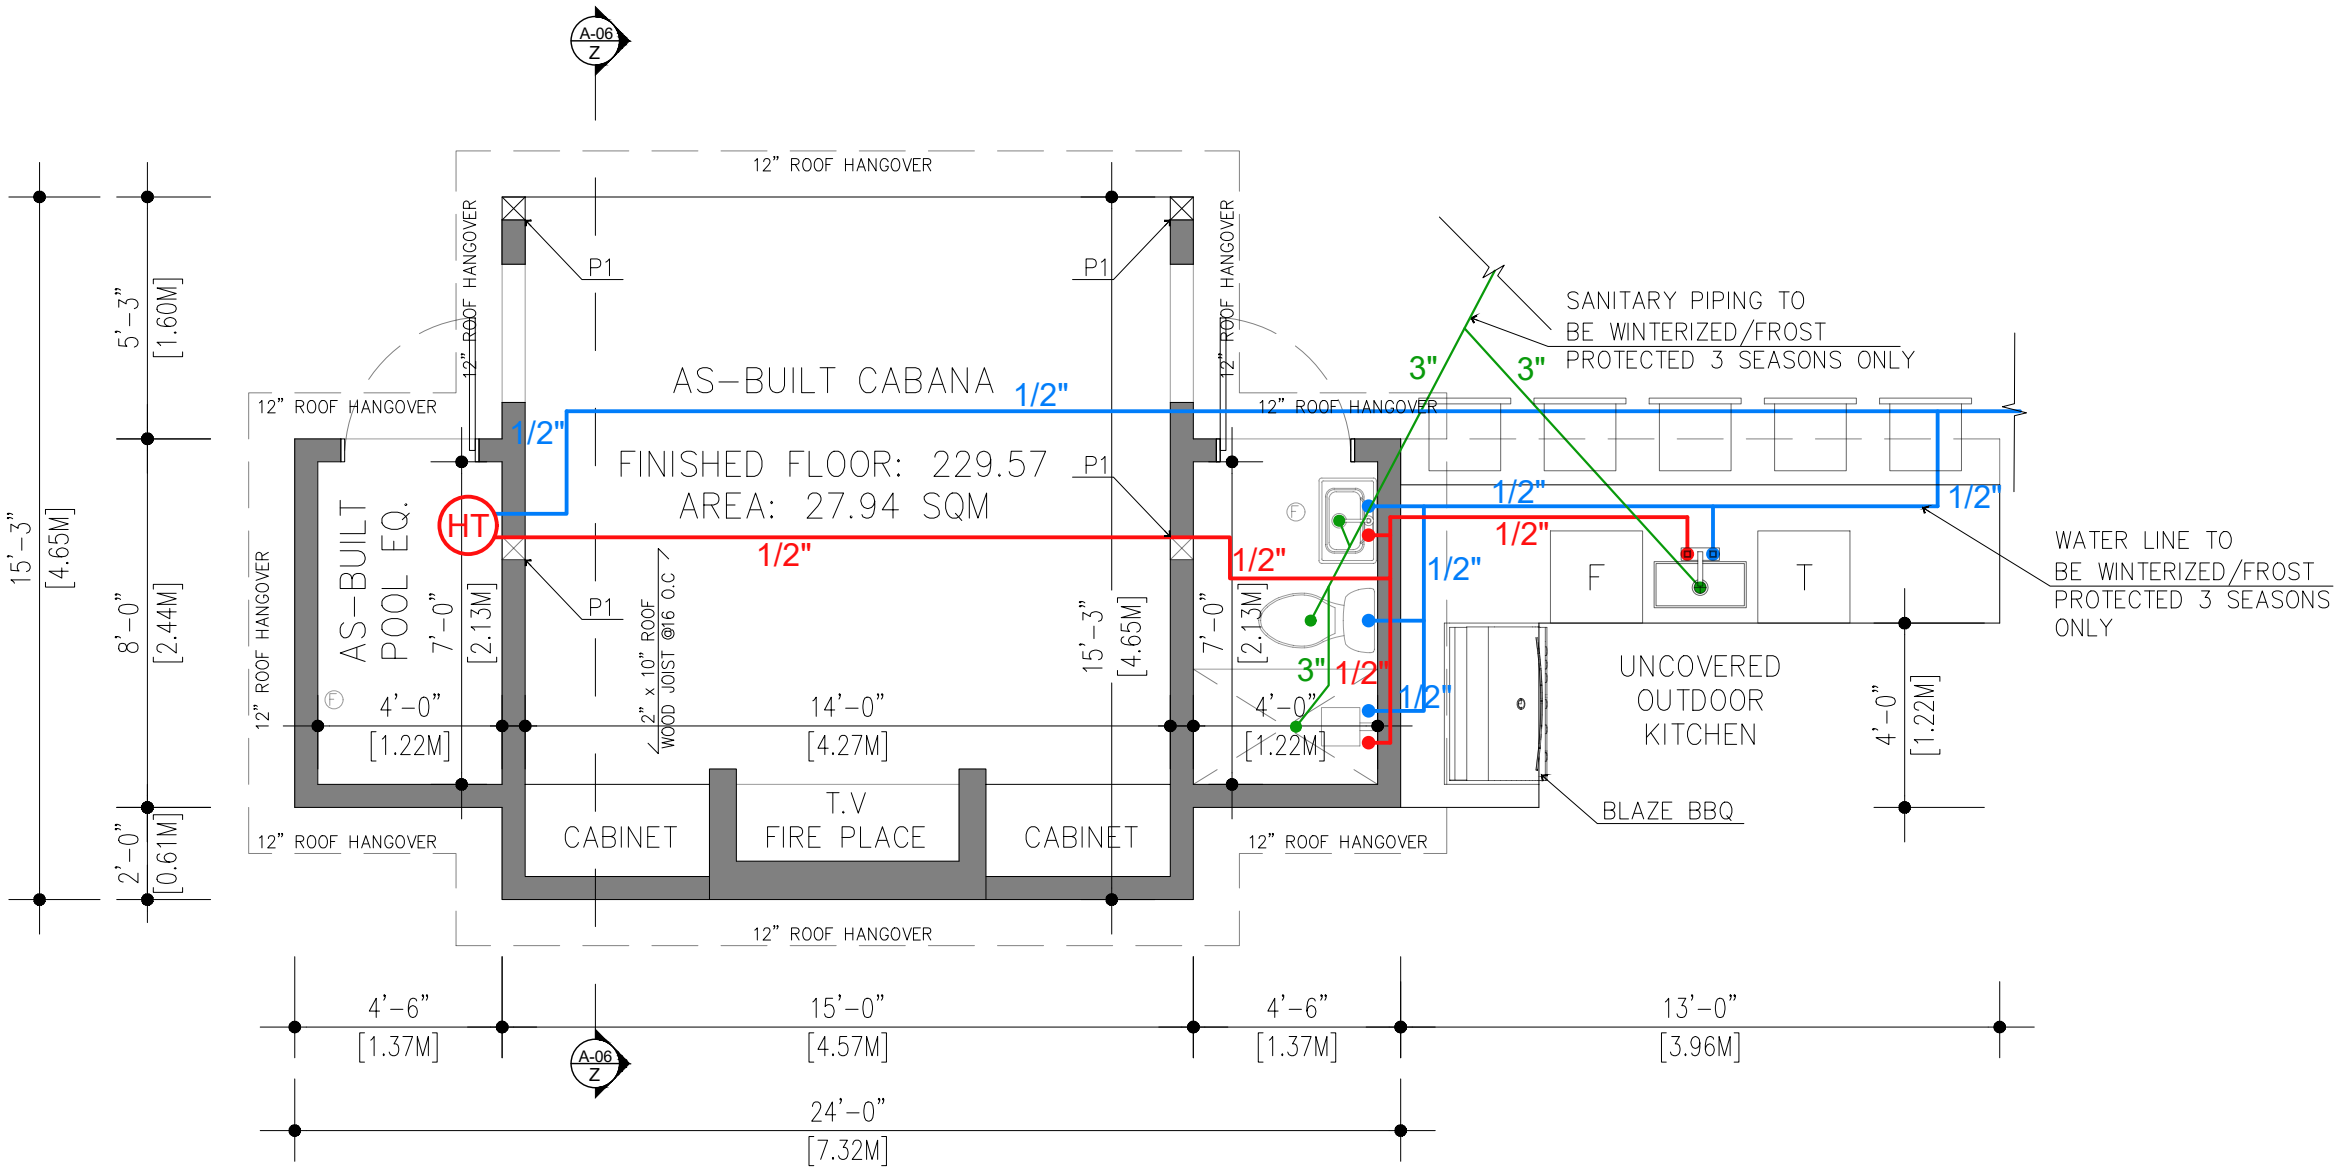 A-06
Z
12” ROOF HANGOVER
12” ROOF HANGOVER
12” ROOF HANGOVER
P1
P1
5’-3”
[1.60M]
SANITARY PIPING TO
BE WINTERIZED/FROST
PROTECTED 3 SEASONS ONLY
3"
3"
AS-BUILT CABANA
1/2"
12” ROOF HANGOVER
12” ROOF HANGOVER
1/2"
FINISHED FLOOR: 229.57
AREA: 27.94 SQM
P1
15’-3”
[4.65M]
AS-BUILT
POOL EQ.
HT
F
1/2"
1/2"
1/2"
1/2"
1/2"
1/2"
WATER LINE TO
BE WINTERIZED/FROST
PROTECTED 3 SEASONS
ONLY
12” ROOF HANGOVER
8’-0”
[2.44M]
7’-0”
[2.13M]
P1
2” x 10” ROOF
WOOD JOIST @16 O.C
15’-3”
[4.65M]
7’-0”
[2.13M]
F
T
3"
1/2"
1/2"
UNCOVERED
OUTDOOR
KITCHEN
4’-0”
[1.22M]
F
4’-0”
[1.22M]
14’-0”
[4.27M]
4’-0”
[1.22M]
BLAZE BBQ
2’-0”
[0.61M]
12” ROOF HANGOVER
CABINET
T.V
FIRE PLACE
CABINET
12” ROOF HANGOVER
12” ROOF HANGOVER
4’-6”
[1.37M]
15’-0”
[4.57M]
4’-6”
[1.37M]
13’-0”
[3.96M]
A-06
Z
24’-0”
[7.32M]